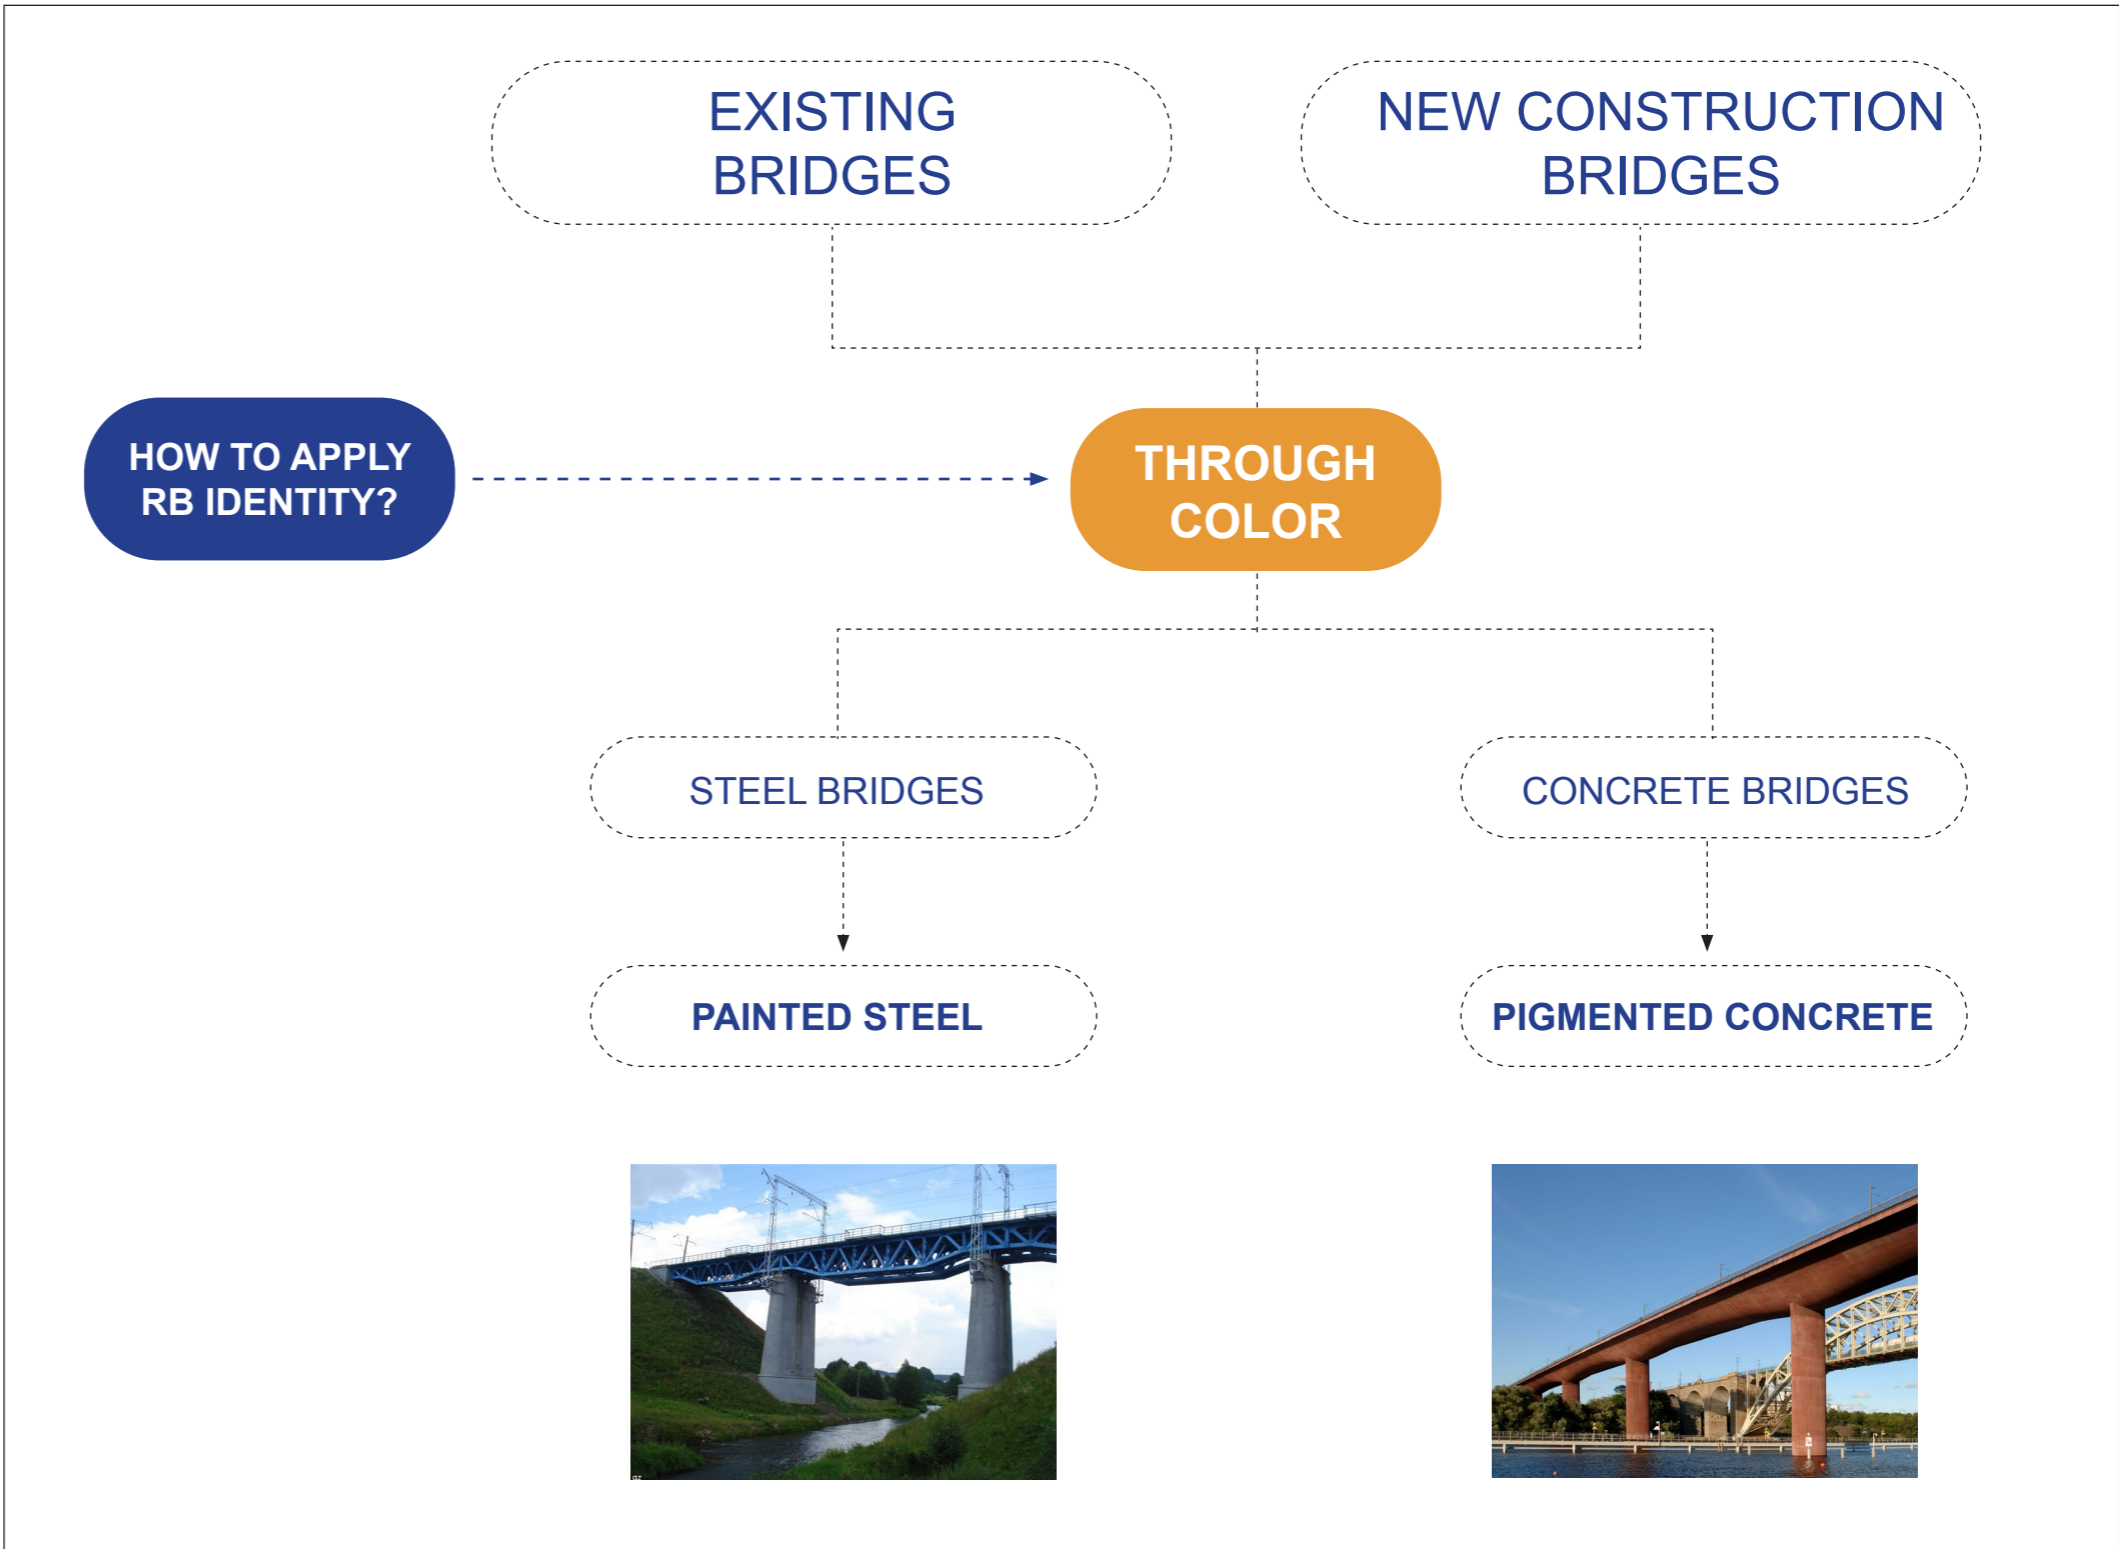 EXISTING
BRIDGES
NEW CONSTRUCTION
BRIDGES
HOW TO APPLY
RB IDENTITY?
THROUGH
COLOR
STEEL BRIDGES
CONCRETE BRIDGES
PAINTED STEEL
PIGMENTED CONCRETE